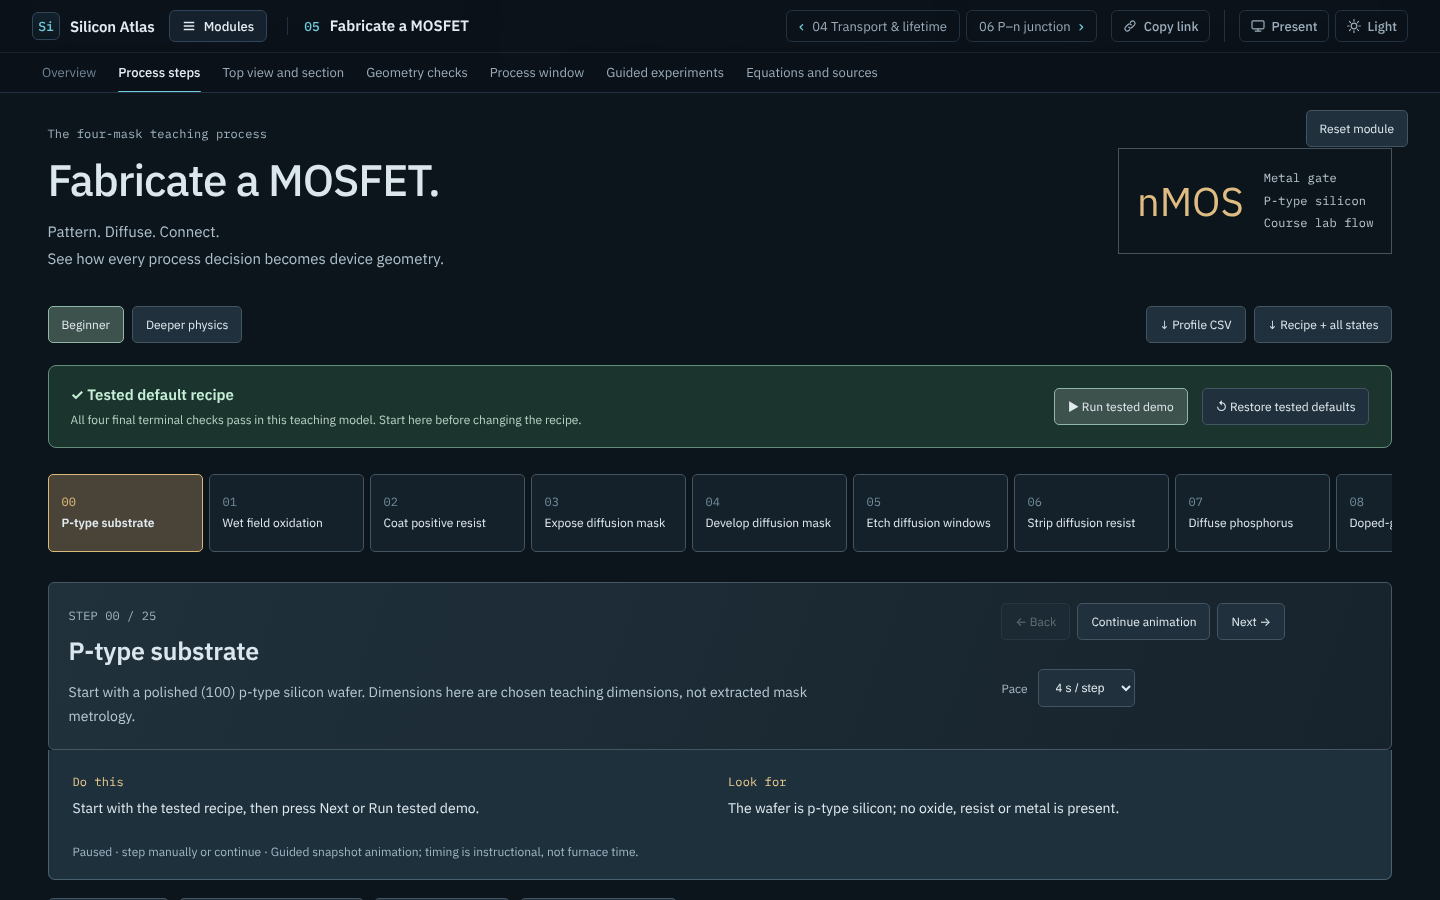 Si Silicon Atlas Modules 05 Fabricate a MOSFET ‹ 04 Transport & lifetime 06 P–n junction › Copy link Present Light
Overview Process steps Top view and section Geometry checks Process window Guided experiments Equations and sources
Reset module
The four-mask teaching process
Fabricate a MOSFET.
Pattern. Diffuse. Connect.
See how every process decision becomes device geometry.
nMOS
Metal gate
P-type silicon
Course lab flow
Beginner Deeper physics ↓ Profile CSV ↓ Recipe + all states
✓ Tested default recipe
All four final terminal checks pass in this teaching model. Start here before changing the recipe.
▶ Run tested demo ↺ Restore tested defaults
00 01 02 03 04 05 06 07 08
P-type substrate Wet field oxidation Coat positive resist Expose diffusion mask Develop diffusion mask Etch diffusion windows Strip diffusion resist Diffuse phosphorus
STEP 00 / 25
P-type substrate
Start with a polished (100) p-type silicon wafer. Dimensions here are chosen teaching dimensions, not extracted mask
metrology.
← Back Continue animation Next →
Pace 4 s / step
Do this
Start with the tested recipe, then press Next or Run tested demo.
Look for
The wafer is p-type silicon; no oxide, resist or metal is present.
Paused · step manually or continue · Guided snapshot animation; timing is instructional, not furnace time.